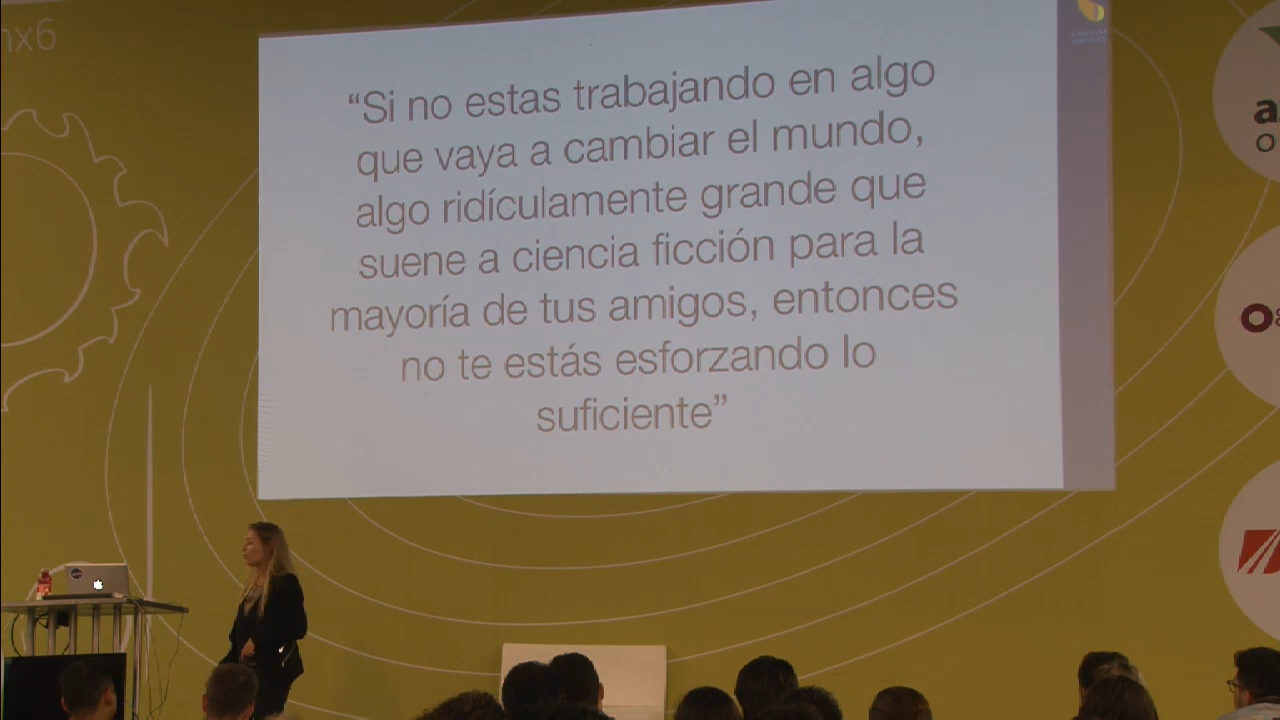 “Si no estas trabajando en algo
que vaya a cambiar el mundo,
algo ridículamente grande que
suene a ciencia ficción para la
mayoría de tus amigos, entonces
no te estás esforzando lo
suficiente”